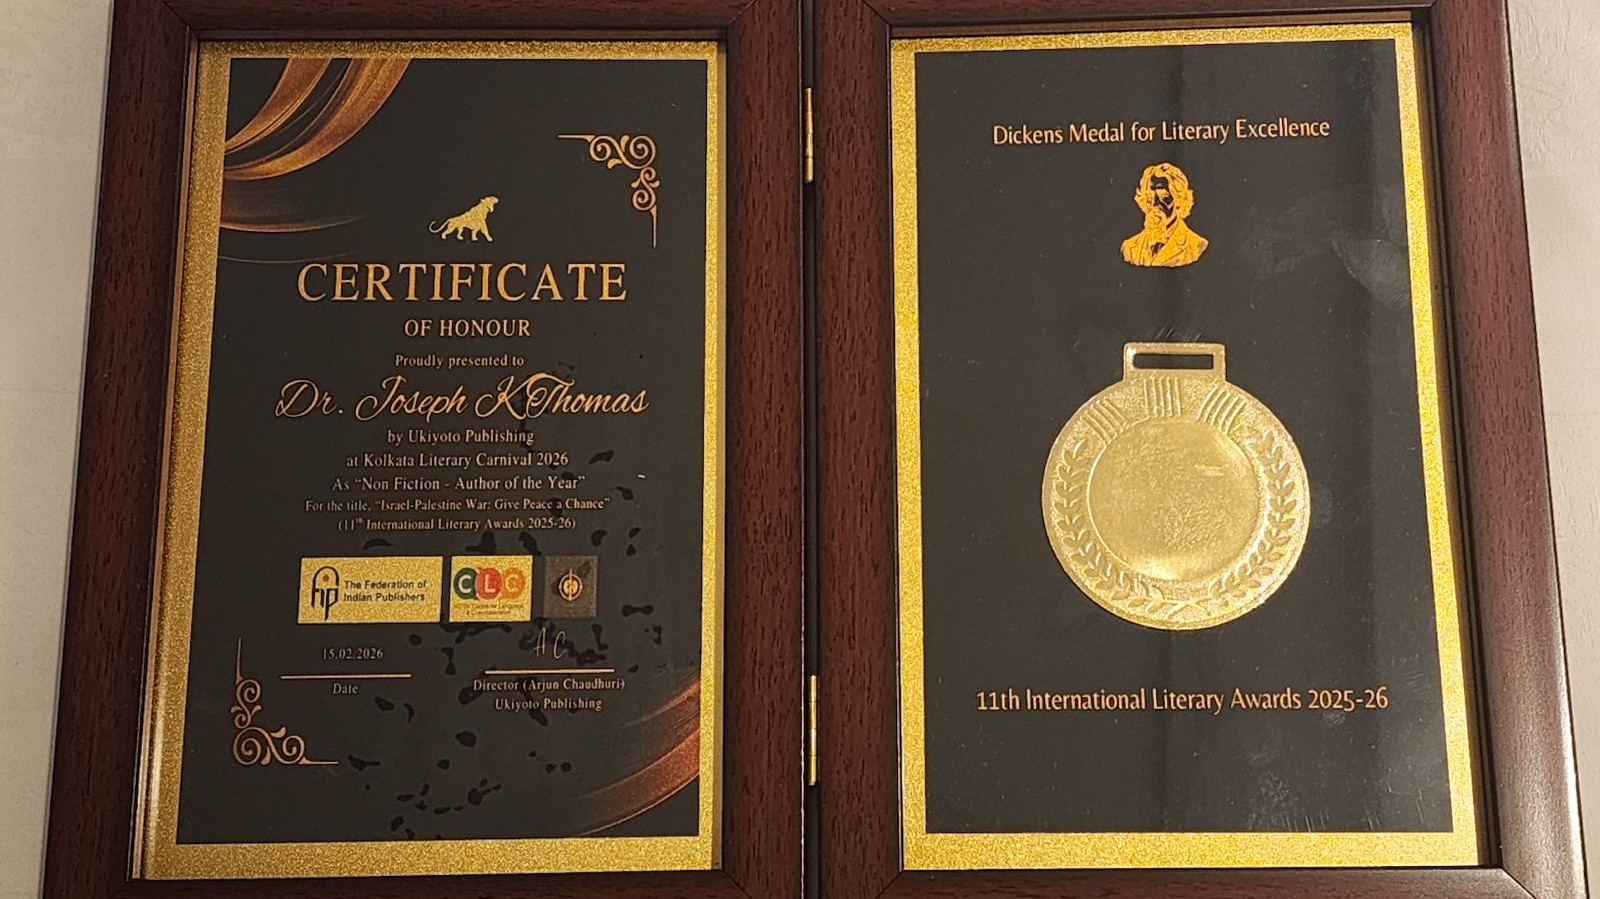 CERTIFICATE
OF HONOUR
Proudly presented to
Dr. Joseph K Thomas
by Ukiyoto Publishing
at Kolkata Literary Carnival 2026
As "Non Fiction - Author of the Year"
For the title, "Israel-Palestine War: Give Peace a Chance"
(11th International Literary Awards 2025-26)
fip
The Federation of
Indian Publishers
CLC
15.02.2026
AC
Date
Director (Arjun Chaudhuri)
Ukiyoto Publishing
Dickens Medal for Literary Excellence
11th International Literary Awards 2025-26